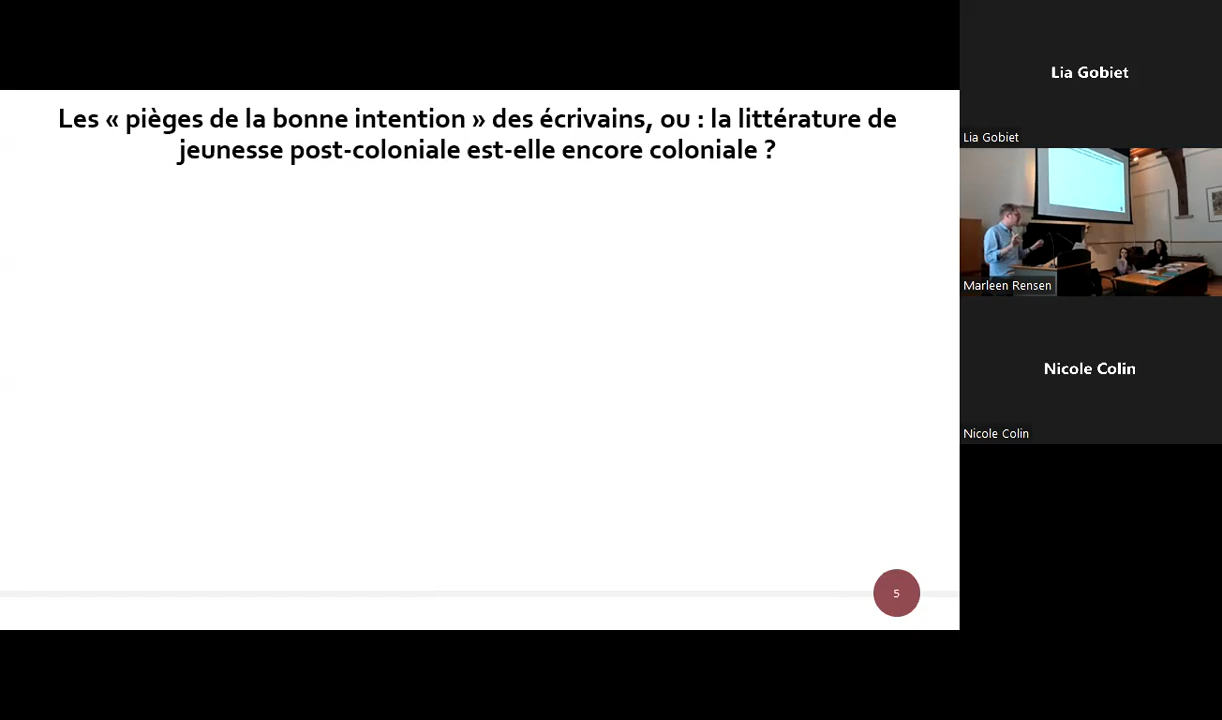 Les « pièges de la bonne intention » des écrivains, ou : la littérature de
jeunesse post-coloniale est-elle encore coloniale ?
5
Lia Gobiet
Lia Gobiet
Marleen Rensen
Nicole Colin
Nicole Colin